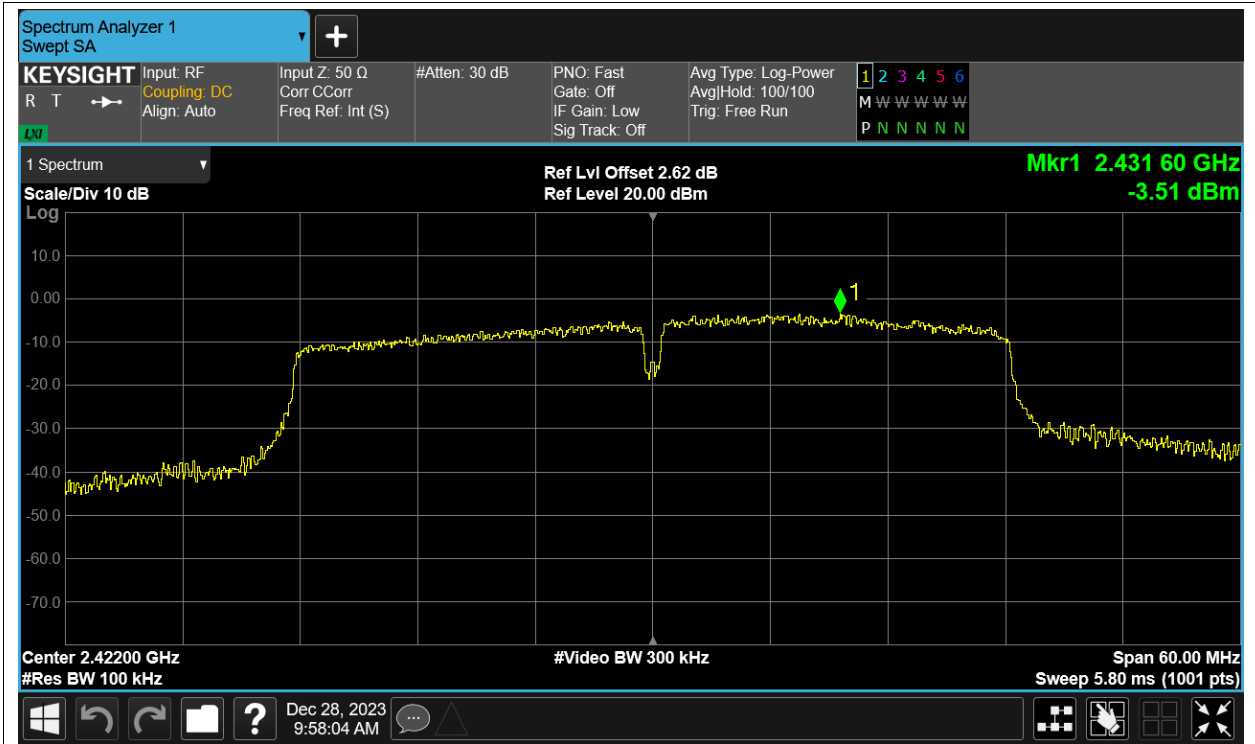 Spectrum Analyzer 1
Swept SA
KEYSIGHT
R T
LXI
Input: RF
Coupling: DC
Align: Auto
Input Z: 50 Ω
Corr CCorr
Freq Ref: Int (S)
#Atten: 30 dB
PNO: Fast
Gate: Off
IF Gain: Low
Sig Track: Off
Avg Type: Log-Power
Avg|Hold: 100/100
Trig: Free Run
1 2 3 4 5 6
M W W W W W
P N N N N N
1 Spectrum
Scale/Div 10 dB
Log
Ref Lvl Offset 2.62 dB
Ref Level 20.00 dBm
Mkr1 2.431 60 GHz
-3.51 dBm
1
10.0
0.00
-10.0
-20.0
-30.0
-40.0
-50.0
-60.0
-70.0
Center 2.42200 GHz
#Res BW 100 kHz
#Video BW 300 kHz
Span 60.00 MHz
Sweep 5.80 ms (1001 pts)
?
Dec 28, 2023
9:58:04 AM